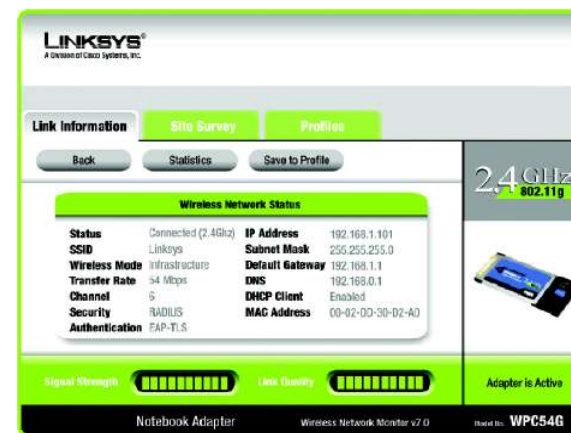 LINKSYS®
A Division of Cisco Systems, Inc.
Link Information Site Survey Profiles
Back Statistics Save to Profile
2.4GHz
802.11g
Wireless Network Status
Status Connected (2.4Ghz) IP Address 192.168.1.101
SSID Linksys Subnet Mask 255.255.255.0
Wireless Mode Infrastructure Default Gateway 192.168.1.1
Transfer Rate 54 Mbps DNS 192.168.0.1
Channel 6 DHCP Client Enabled
Security RADIUS MAC Address 00-02-DD-30-D2-A0
Authentication EAP-TLS
Signal Strength Link Quality Adapter is Active
Notebook Adapter Wireless Network Monitor v7.0 Model No. WPC54G